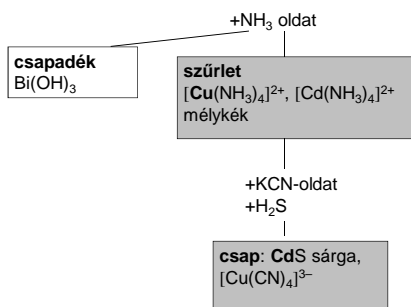 +NH₃ oldat
csapadék
Bi(OH)₃
szűrlet
[Cu(NH₃)₄]²⁺, [Cd(NH₃)₄]²⁺
mélykék
+KCN-oldat
+H₂S
csap: CdS sárga,
[Cu(CN)₄]³⁻